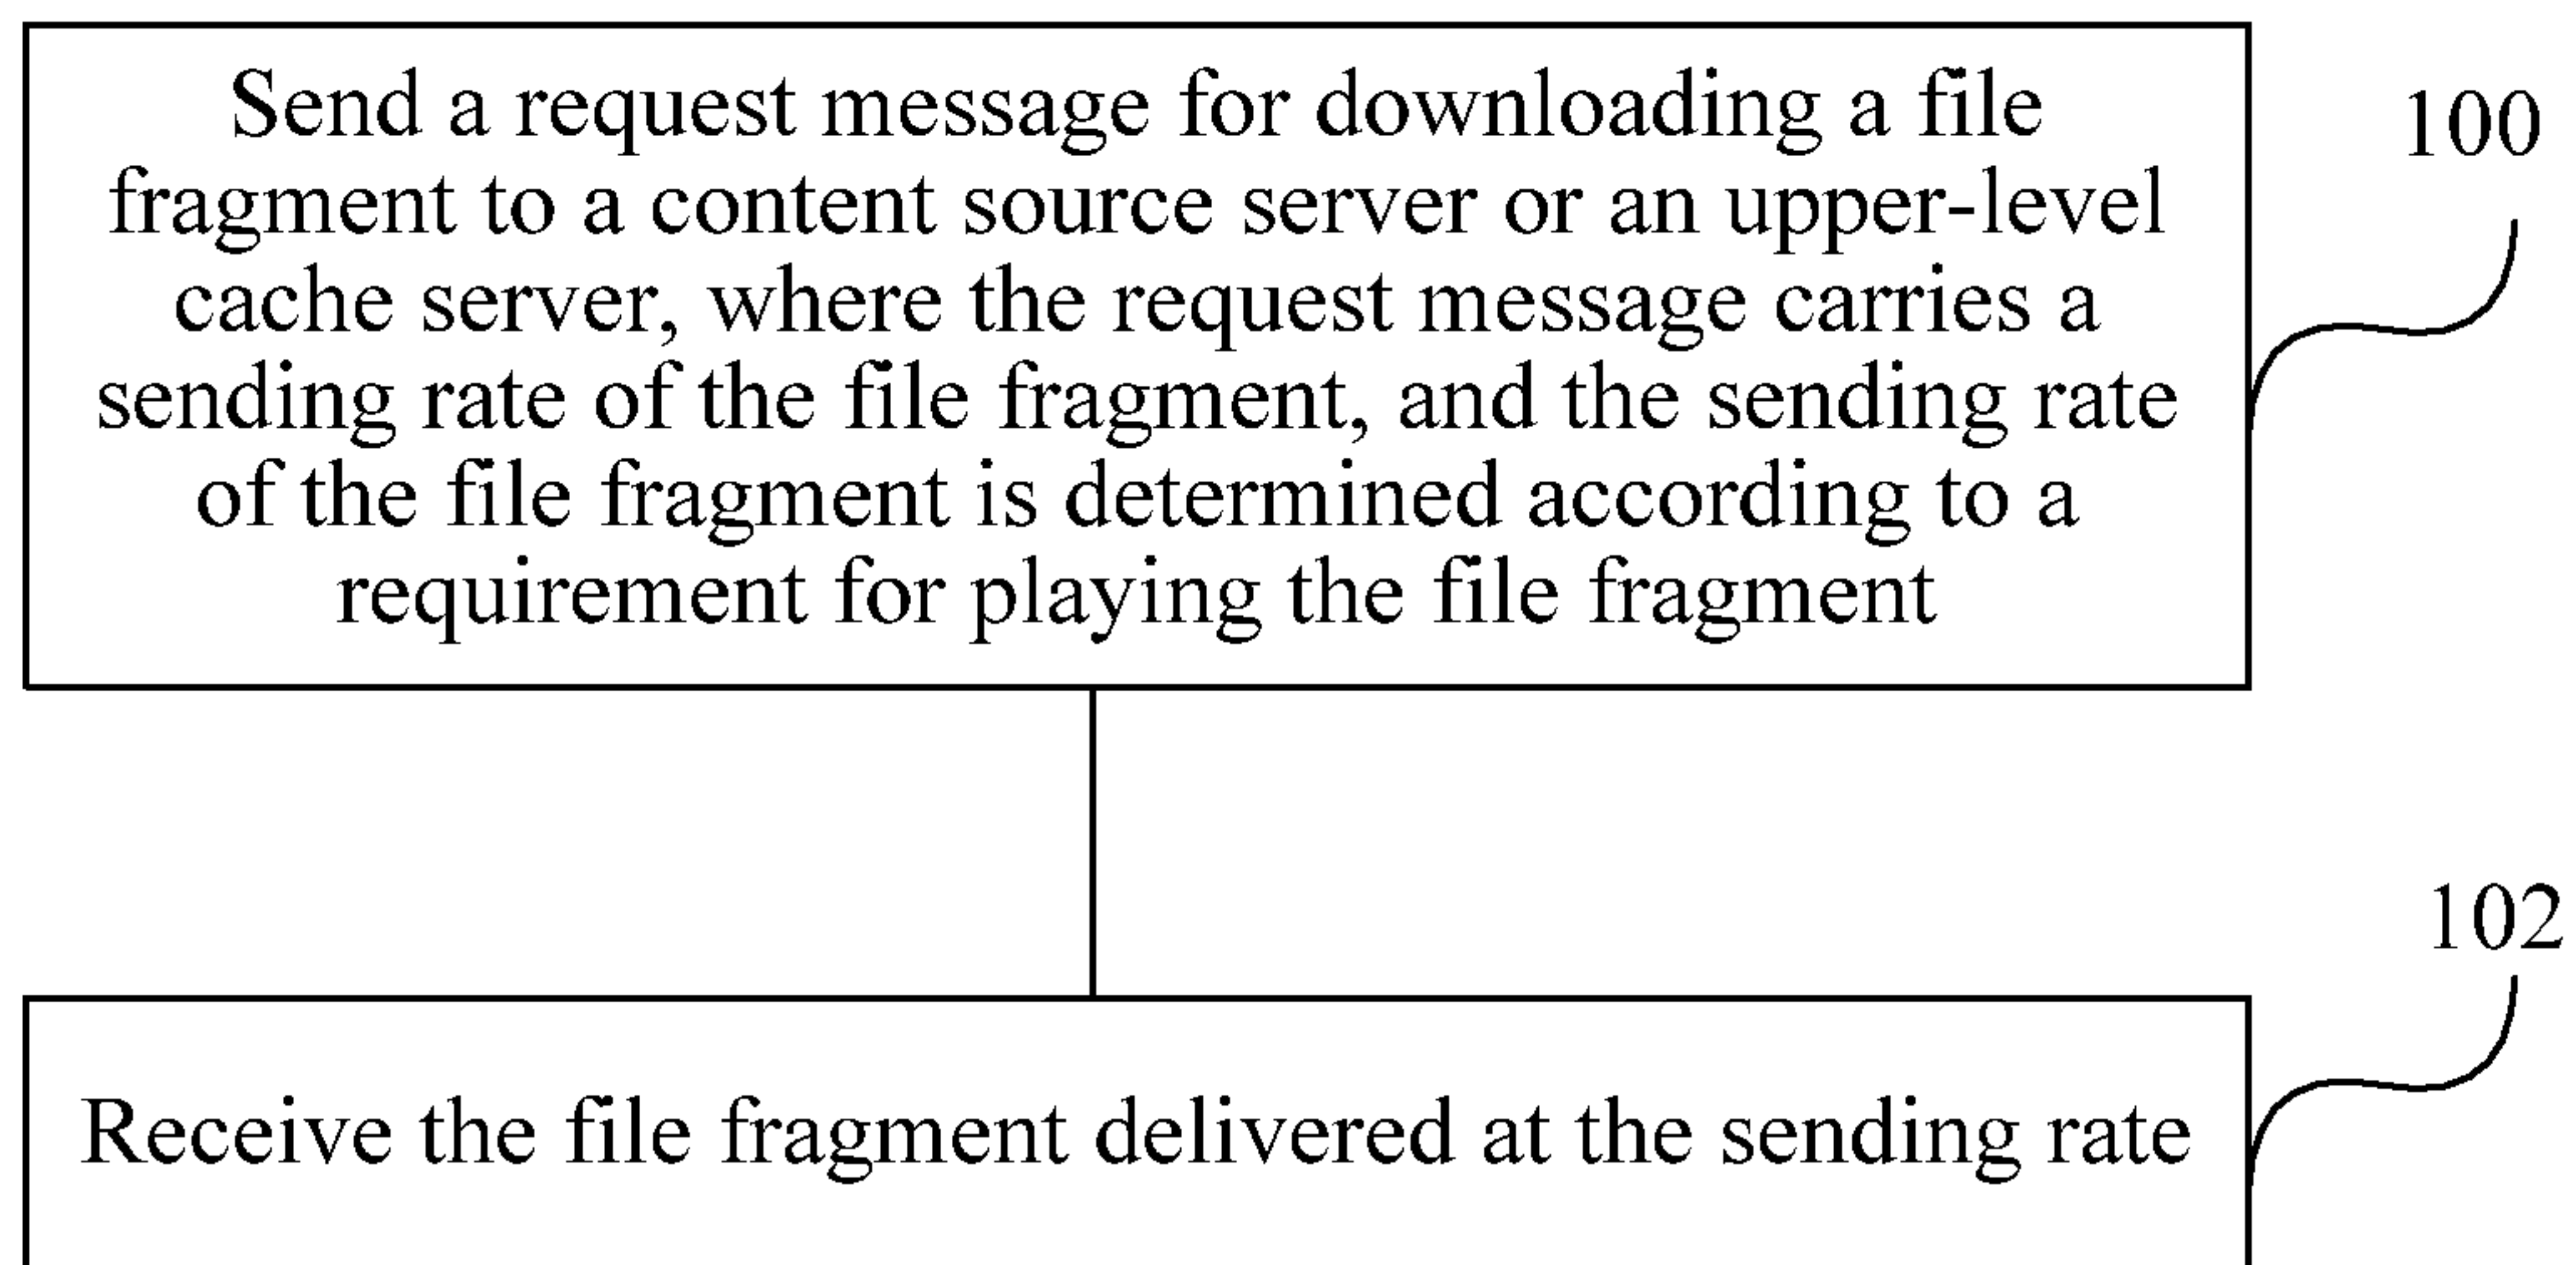 Send a request message for downloading a file
fragment to a content source server or an upper-level
cache server, where the request message carries a
sending rate of the file fragment, and the sending rate
of the file fragment is determined according to a
requirement for playing the file fragment
100
102
Receive the file fragment delivered at the sending rate